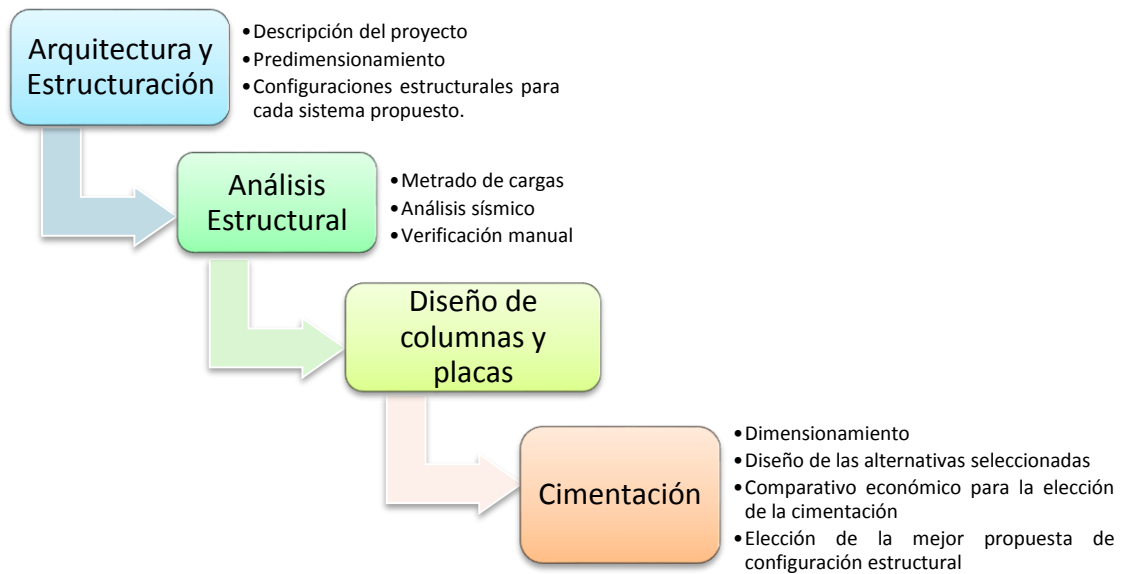 Arquitectura y
Estructuración
•Descripción del proyecto
•Predimensionamiento
•Configuraciones estructurales para
cada sistema propuesto.
Análisis
Estructural
•Metrado de cargas
•Análisis sísmico
•Verificación manual
Diseño de
columnas y
placas
Cimentación
•Dimensionamiento
•Diseño de las alternativas seleccionadas
•Comparativo económico para la elección
de la cimentación
•Elección de la mejor propuesta de
configuración estructural